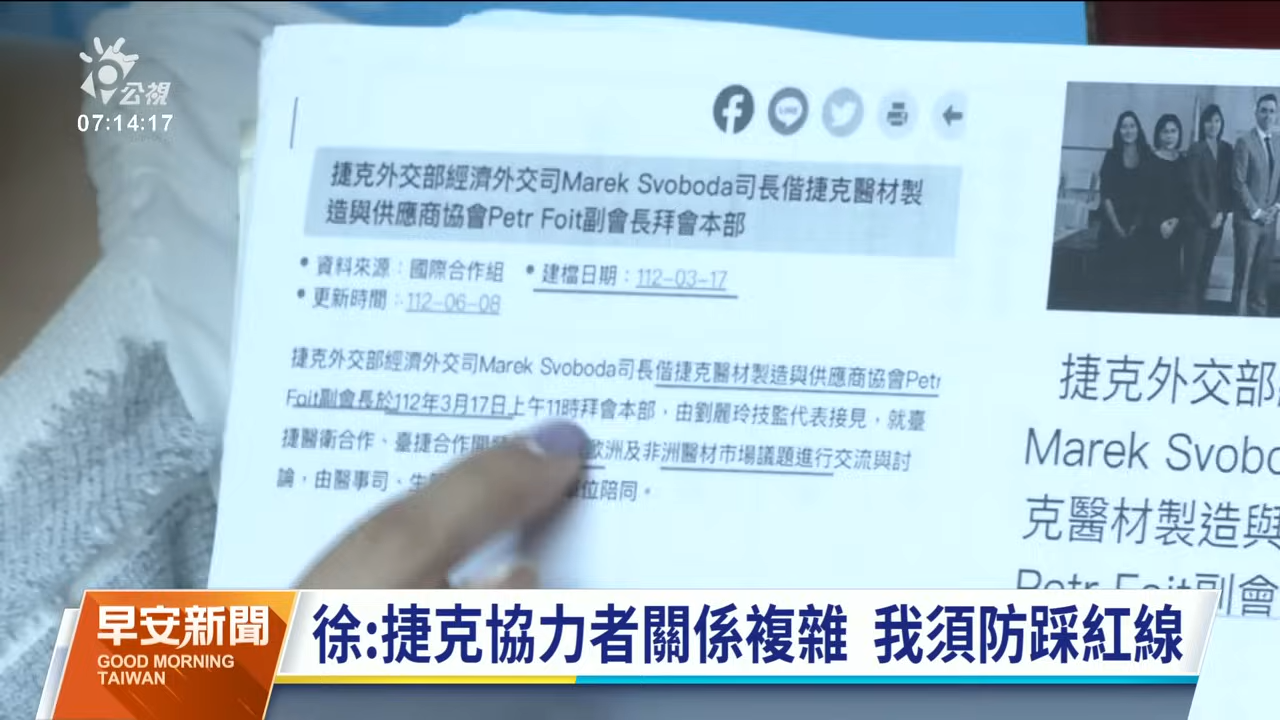 公視
07:14:17
捷克外交部經濟外交司Marek Svoboda司長偕捷克醫材製
造與供應商協會Petr Foit副會長拜會本部
• 資料來源：國際合作組 • 建檔日期：112-03-17
• 更新時間：112-06-08
捷克外交部經濟外交司Marek Svoboda司長偕捷克醫材製造與供應商協會Petr
Foit副會長於112年3月17日上午11時拜會本部，由劉麗玲技監代表接見，就臺
捷醫衛合作、臺捷合作開 歐洲及非洲醫材市場議題進行交流與討
論，由醫事司、生 單位陪同。
捷克外交部
Marek Svobo
克醫材製造與
Petr Foit副會
早安新聞
GOOD MORNING
TAIWAN
徐:捷克協力者關係複雜 我須防踩紅線